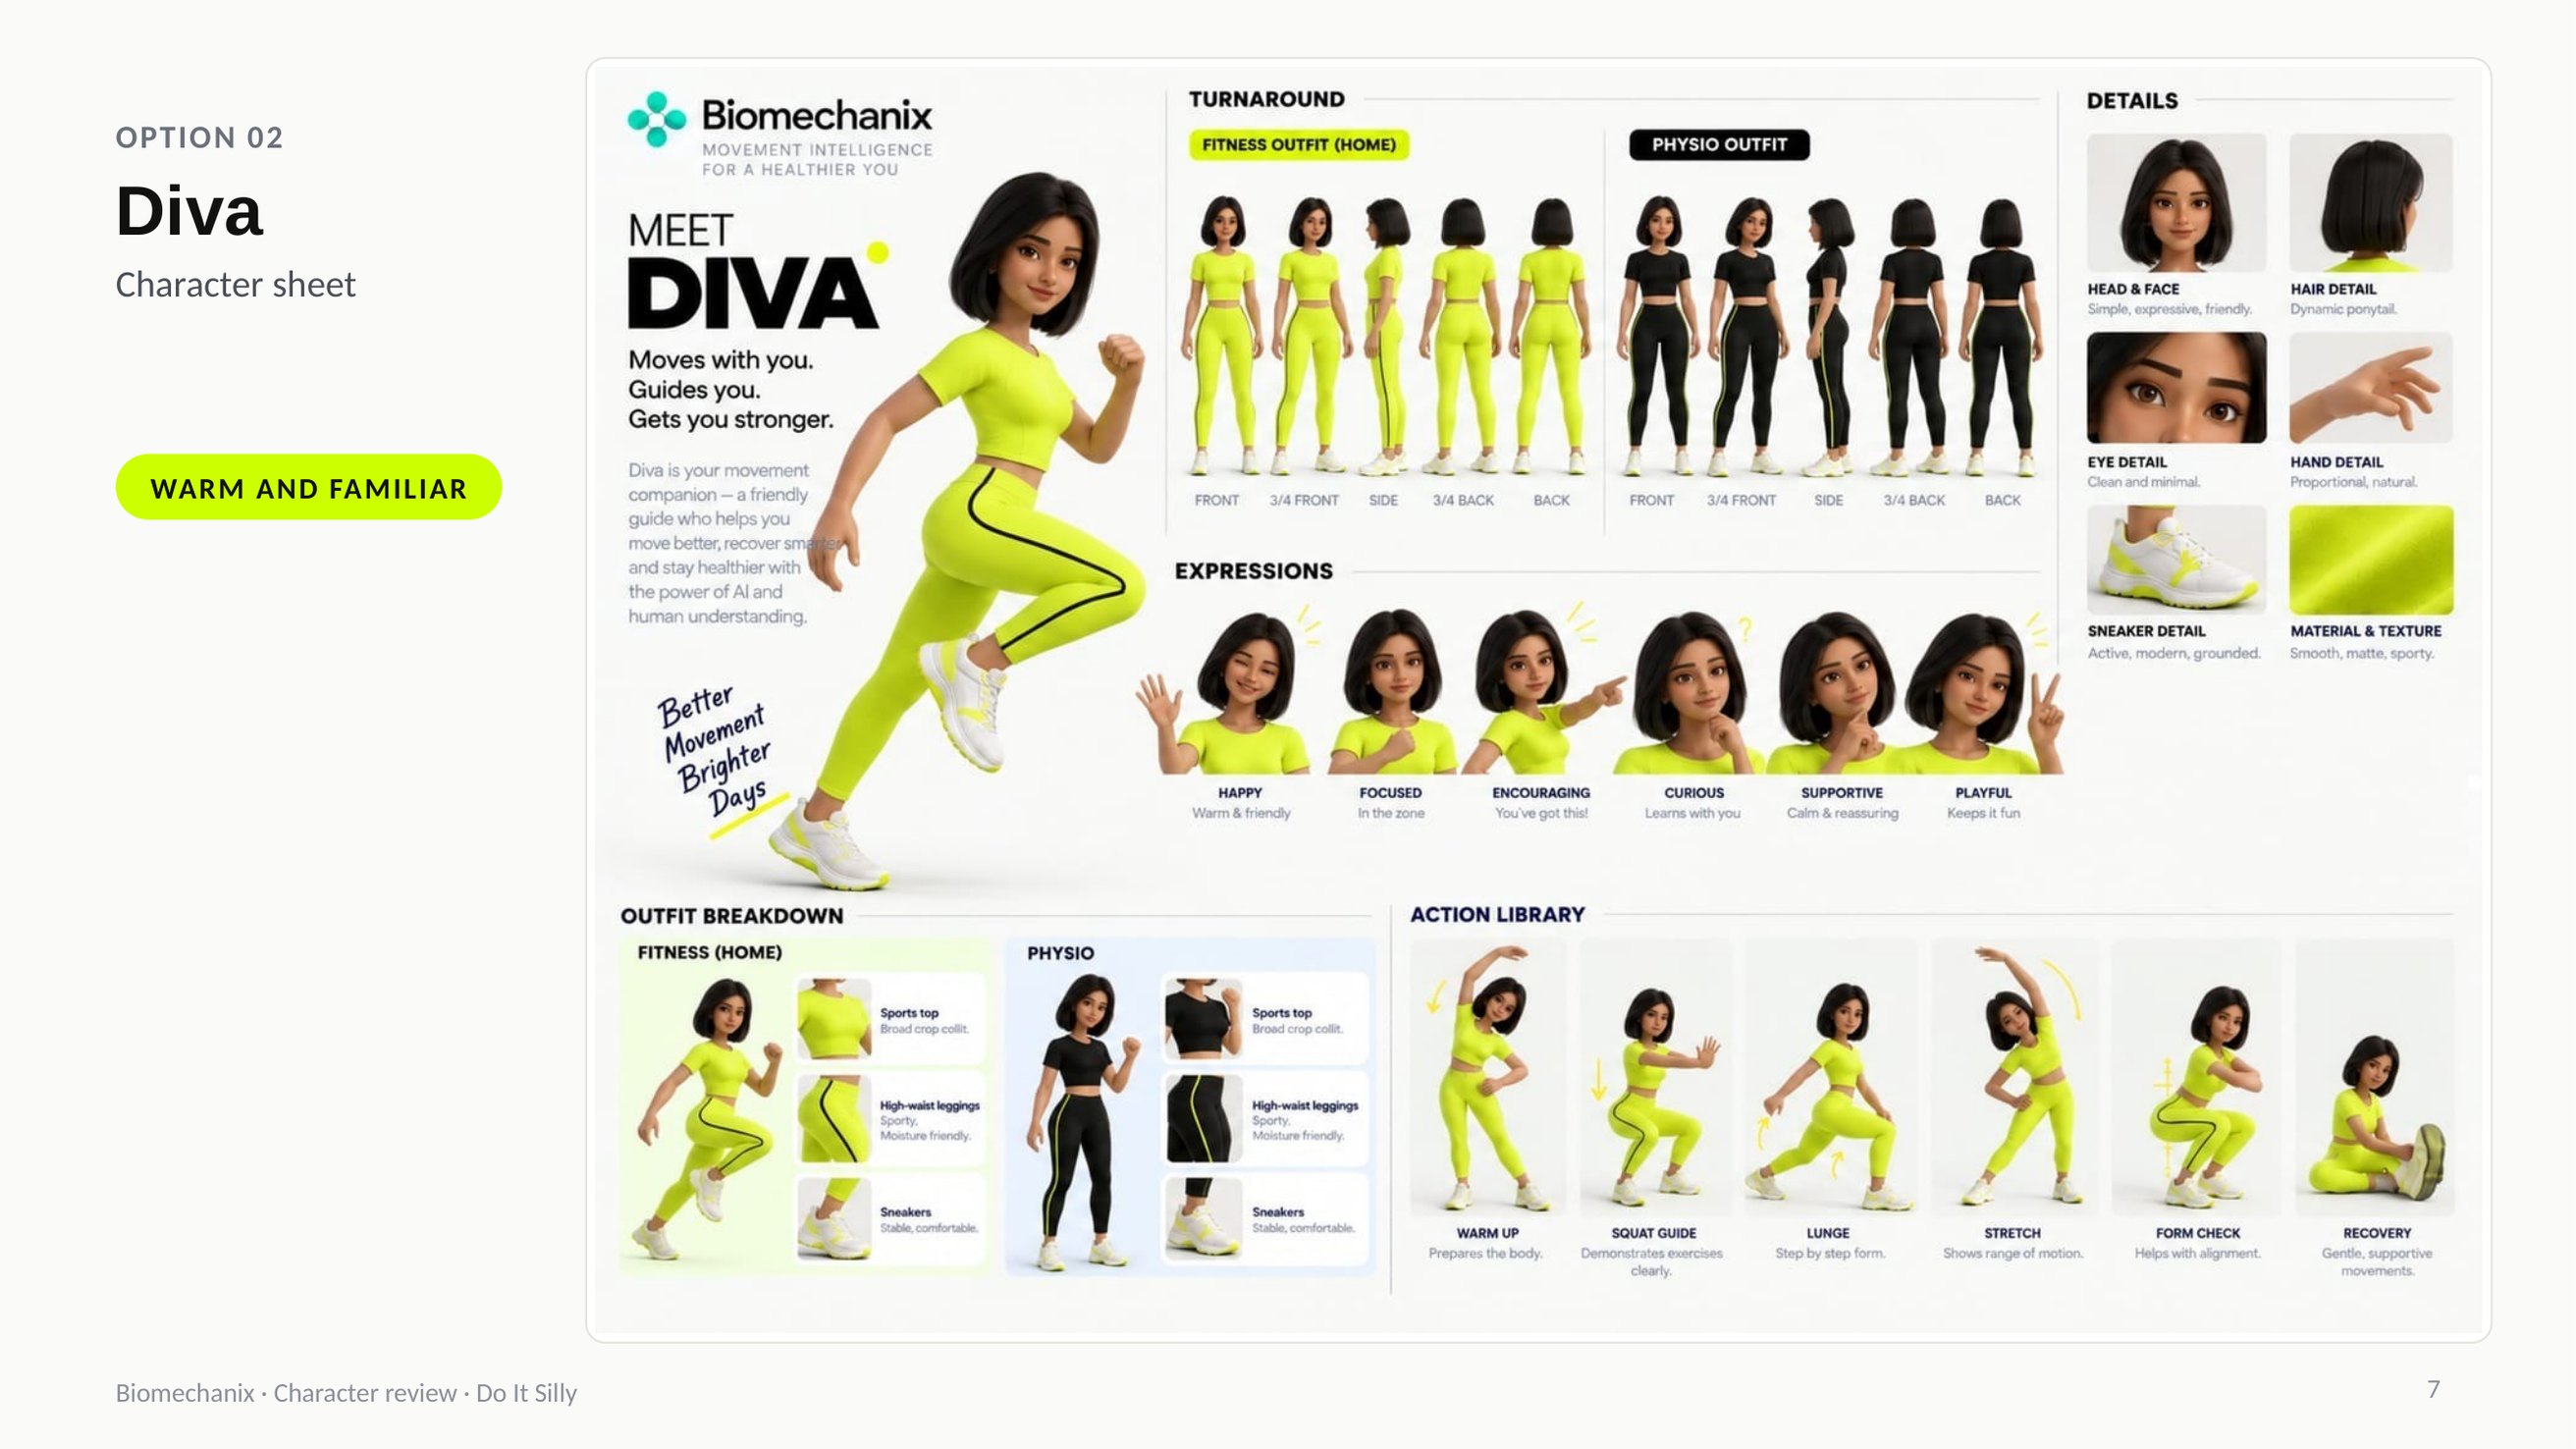 OPTION 02
Diva
Character sheet
WARM AND FAMILIAR
Biomechanix
MOVEMENT INTELLIGENCE
FOR A HEALTHIER YOU
MEET
DIVA
Moves with you.
Guides you.
Gets you stronger.
Diva is your movement
companion – a friendly
guide who helps you
move better, recover smarter
and stay healthier with
the power of AI and
human understanding.
Better
Movement
Brighter
Days
TURNAROUND
FITNESS OUTFIT (HOME)
FRONT
3/4 FRONT
SIDE
3/4 BACK
BACK
PHYSIO OUTFIT
FRONT
3/4 FRONT
SIDE
3/4 BACK
BACK
EXPRESSIONS
?
HAPPY
Warm & friendly
FOCUSED
In the zone
ENCOURAGING
You've got this!
CURIOUS
Learns with you
SUPPORTIVE
Calm & reassuring
PLAYFUL
Keeps it fun
DETAILS
HEAD & FACE
Simple, expressive, friendly.
HAIR DETAIL
Dynamic ponytail.
EYE DETAIL
Clean and minimal.
HAND DETAIL
Proportional, natural.
SNEAKER DETAIL
Active, modern, grounded.
MATERIAL & TEXTURE
Smooth, matte, sporty.
OUTFIT BREAKDOWN
FITNESS (HOME)
Sports top
Broad crop collit.
High-waist leggings
Sporty,
Moisture friendly.
Sneakers
Stable, comfortable.
PHYSIO
Sports top
Broad crop collit.
High-waist leggings
Sporty,
Moisture friendly.
Sneakers
Stable, comfortable.
ACTION LIBRARY
WARM UP
Prepares the body.
SQUAT GUIDE
Demonstrates exercises
clearly.
LUNGE
Step by step form.
STRETCH
Shows range of motion.
FORM CHECK
Helps with alignment.
RECOVERY
Gentle, supportive
movements.
Biomechanix · Character review · Do It Silly
7